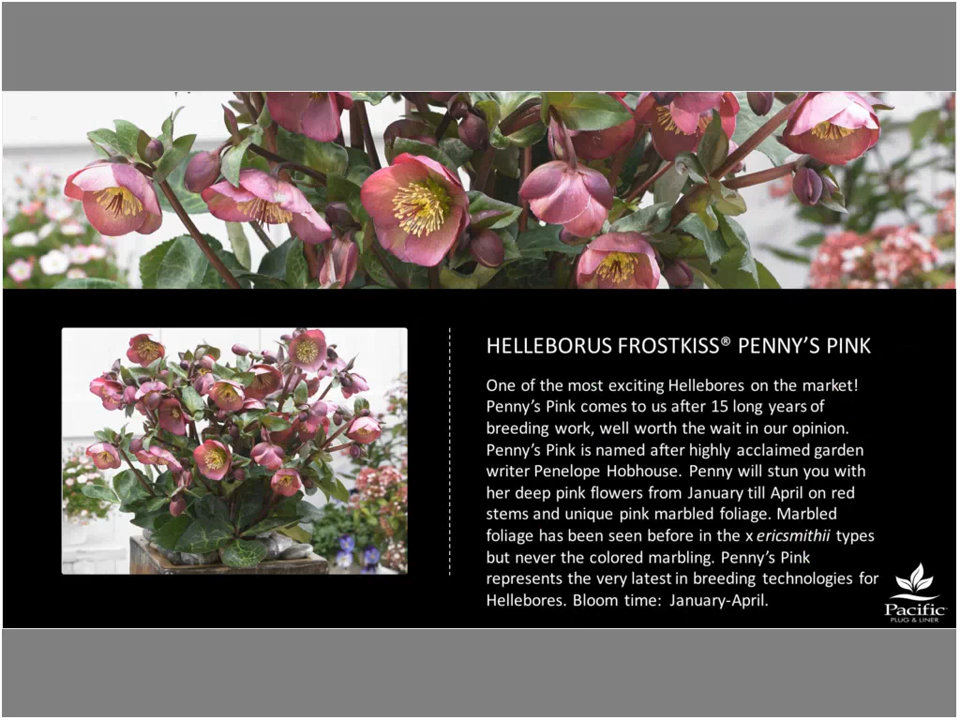 HELLEBORUS FROSTKISS® PENNY’S PINK
One of the most exciting Hellebores on the market!
Penny’s Pink comes to us after 15 long years of
breeding work, well worth the wait in our opinion.
Penny’s Pink is named after highly acclaimed garden
writer Penelope Hobhouse. Penny will stun you with
her deep pink flowers from January till April on red
stems and unique pink marbled foliage. Marbled
foliage has been seen before in the x ericsmithii types
but never the colored marbling. Penny’s Pink
represents the very latest in breeding technologies for
Hellebores. Bloom time: January-April.
Pacific
PLUG & LINER